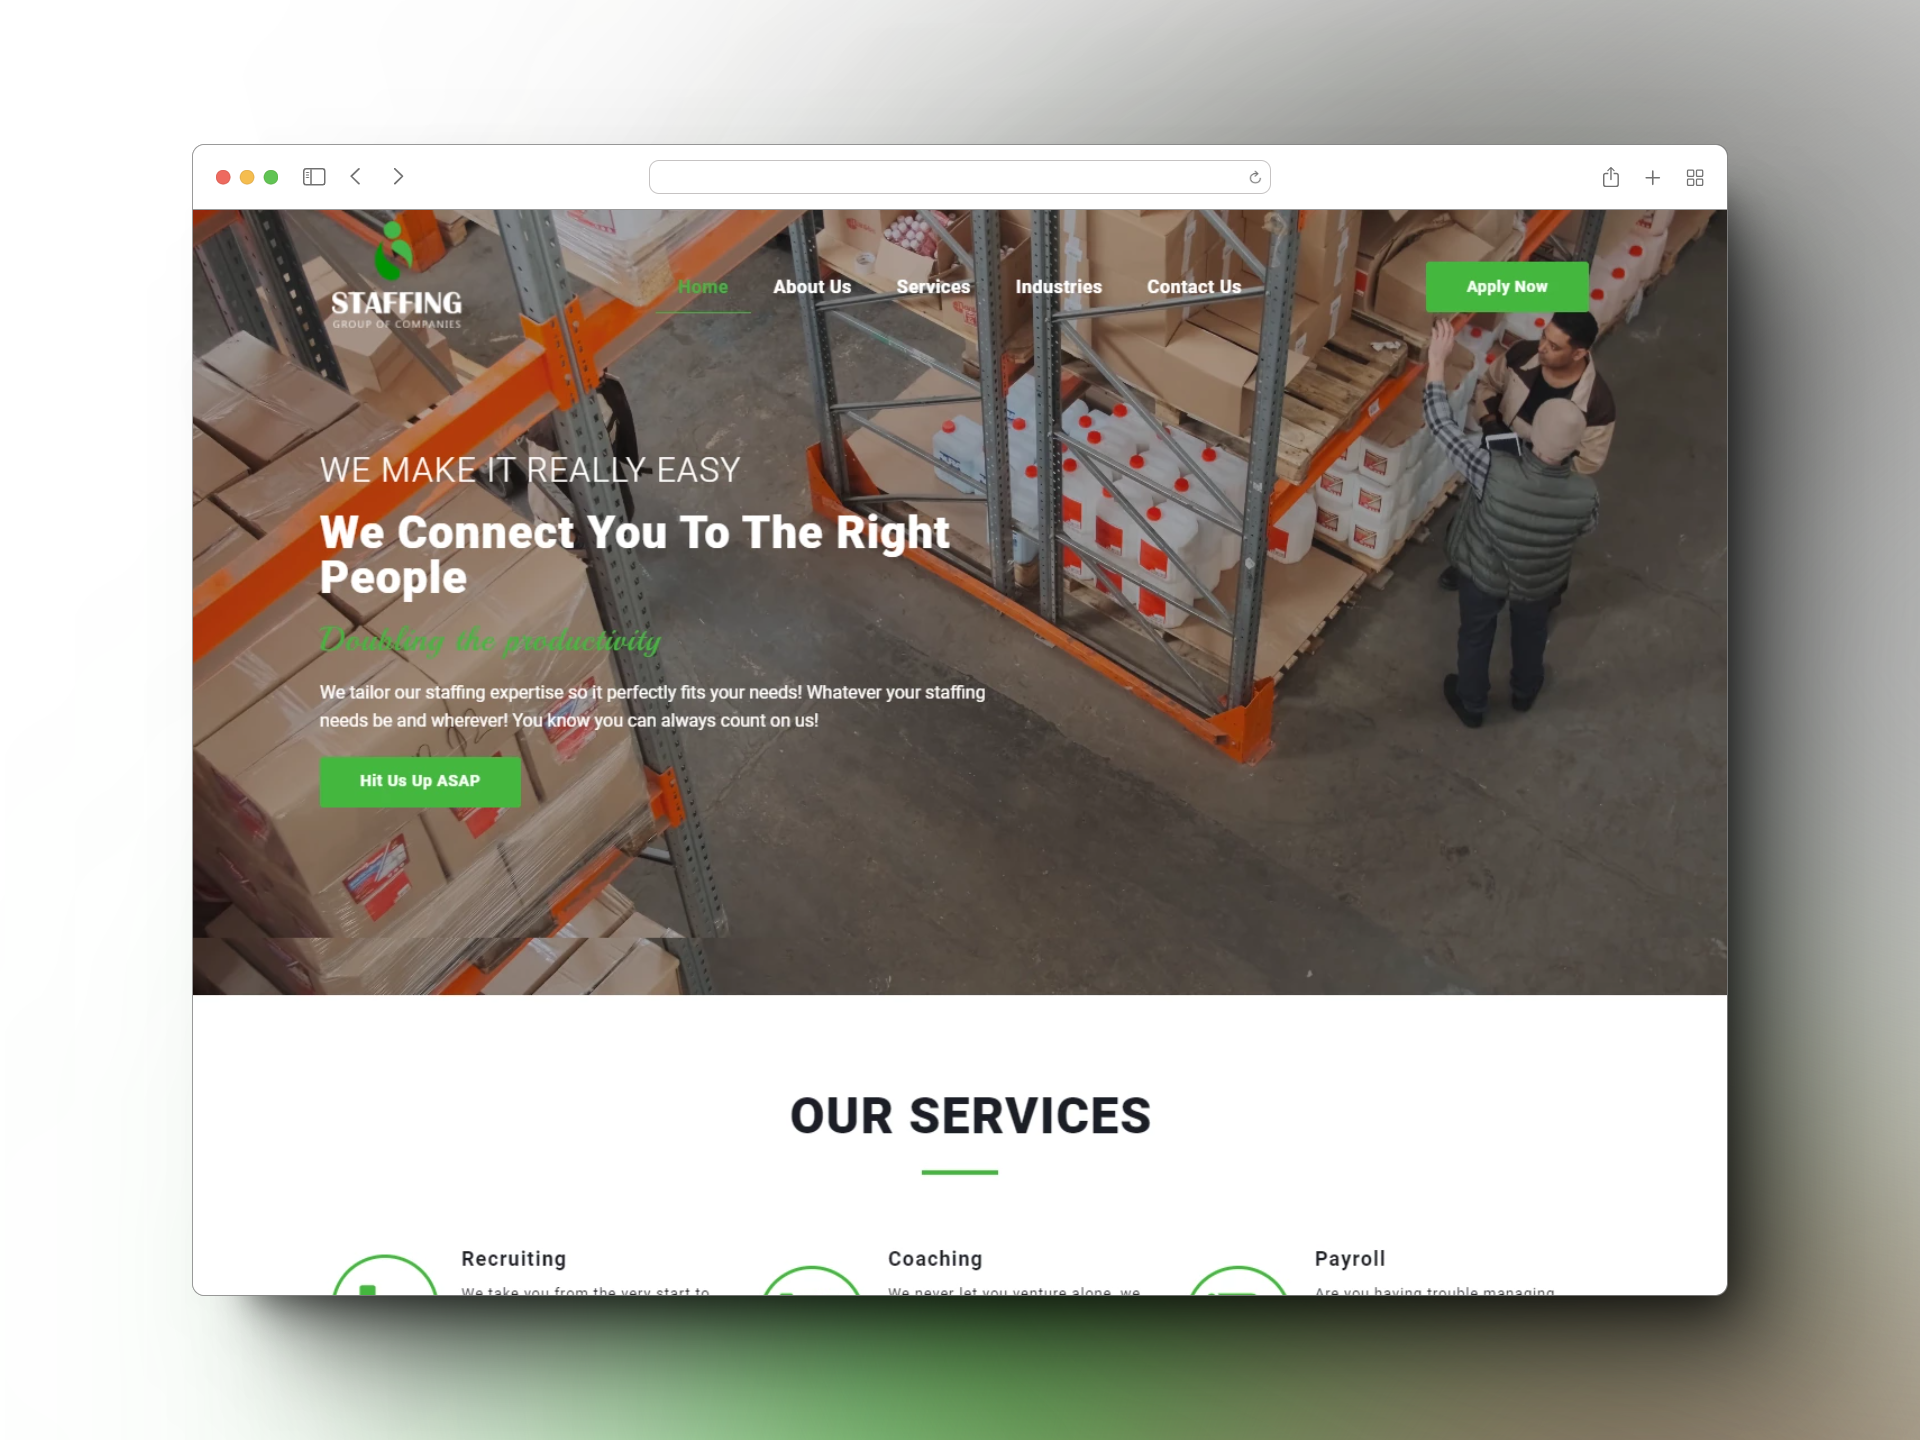 STAFFING
GROUP OF COMPANIES
Home
About Us
Services
Industries
Contact Us
Apply Now
WE MAKE IT REALLY EASY
We Connect You To The Right
People
Doubling the productivity
We tailor our staffing expertise so it perfectly fits your needs! Whatever your staffing
needs be and wherever! You know you can always count on us!
Hit Us Up ASAP
OUR SERVICES
Recruiting
We take you from the very start to
Coaching
We never let you venture alone, we
Payroll
Are you having trouble managing